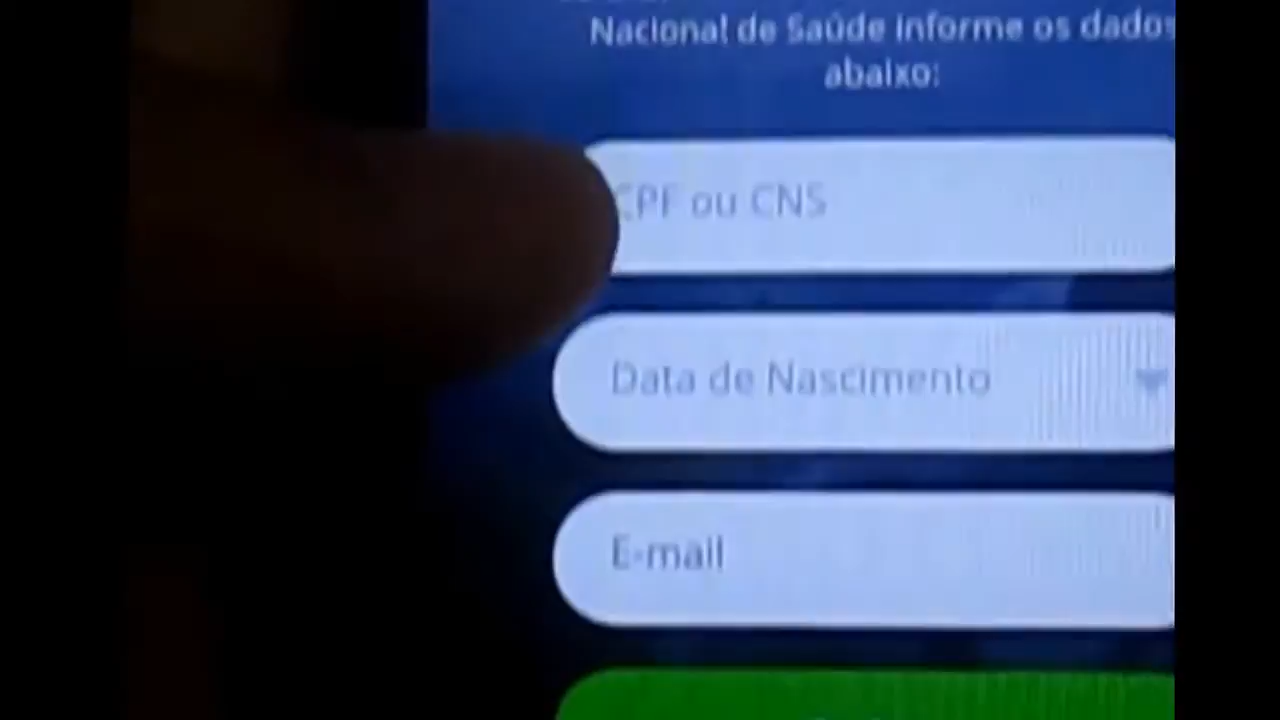 Nacional de Saúde informe os dados
abaixo:
CPF ou CNS
Data de Nascimento
E-mail